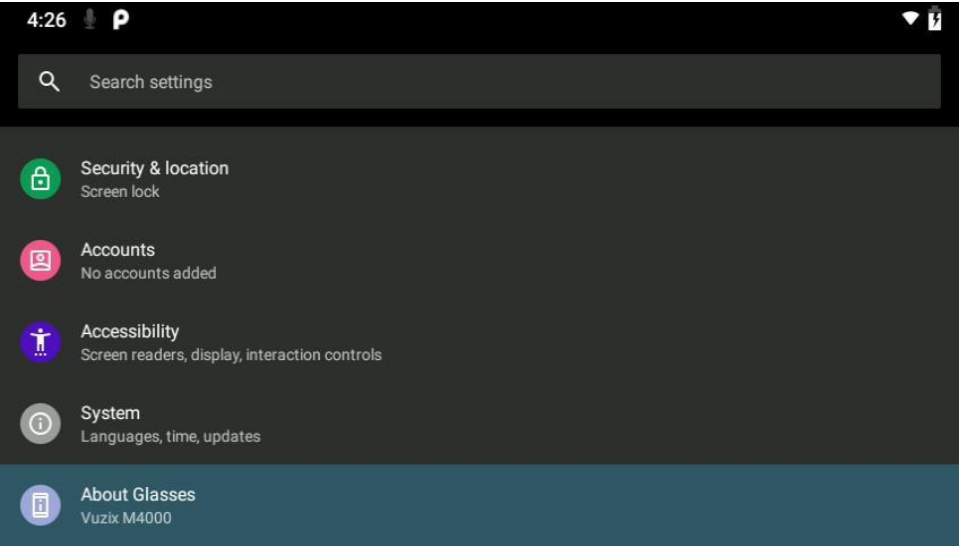 4:26
Search settings
Security & location
Screen lock
Accounts
No accounts added
Accessibility
Screen readers, display, interaction controls
System
Languages, time, updates
About Glasses
Vuzix M4000